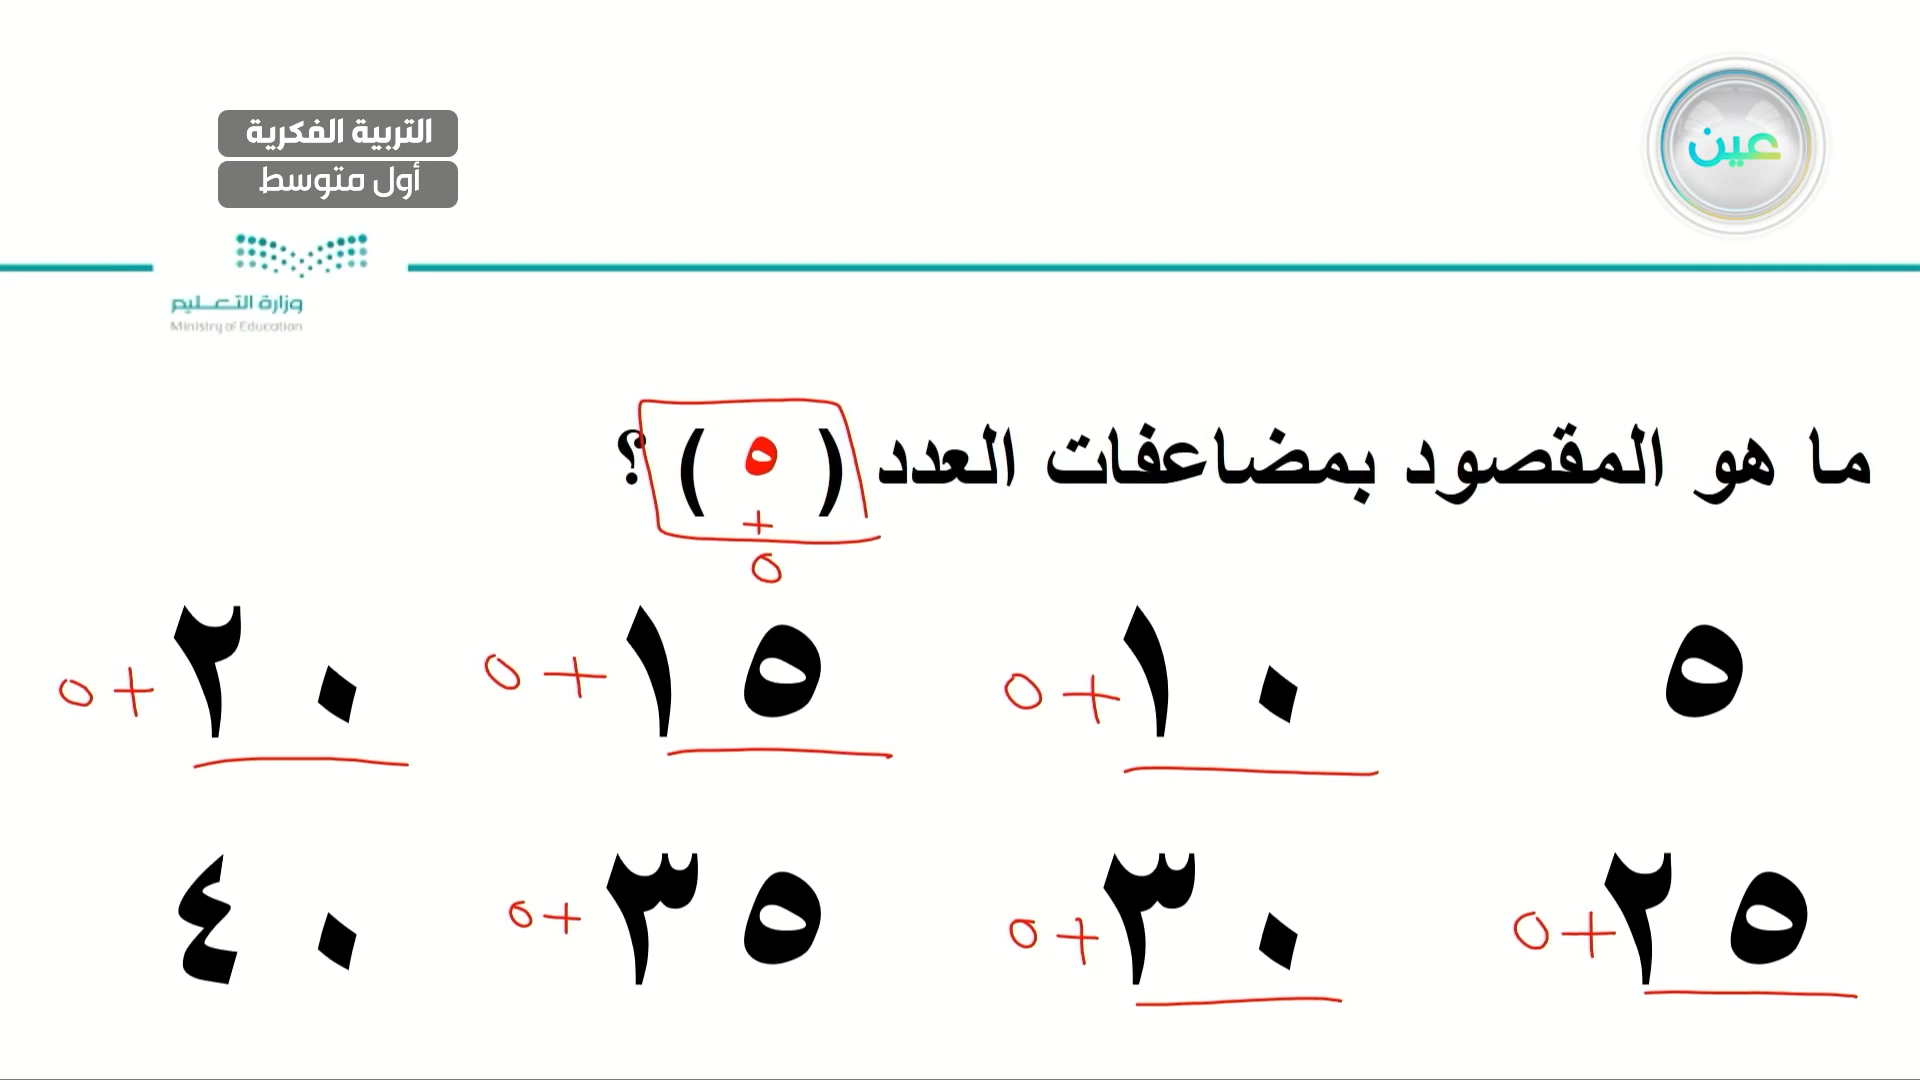 عين
التربية الفكرية
أول متوسط
وزارة التعليم
Ministry of Education
ما هو المقصود بمضاعفات العدد ( ٥ ) ؟
+
٥
٥ ١٠ +٥ ١٥ +٥ ٢٠ +٥
٢٥ +٥ ٣٠ +٥ ٣٥ +٥ ٤٠